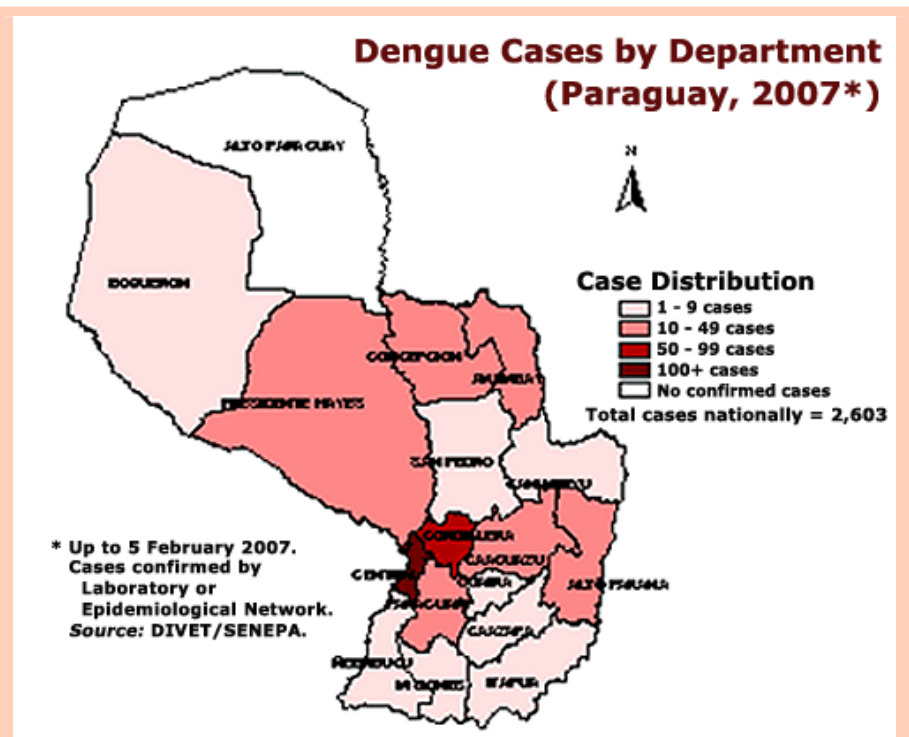 Dengue Cases by Department
(Paraguay, 2007*)
ALTO PARAGUAY
N
BOQUERON
Case Distribution
1 - 9 cases
10 - 49 cases
50 - 99 cases
100+ cases
No confirmed cases
Total cases nationally = 2,603
CONCEPCION
AMAMBAY
PRESIDENTE HAYES
SAN PEDRO
CANINDEYU
CORDILLERA
* Up to 5 February 2007.
Cases confirmed by
Laboratory or
Epidemiological Network.
Source: DIVET/SENEPA.
CAAGUAZU
CENTRAL
GUAIRA
ALTO PARANA
PARAGUARI
CAAZAPA
ÑEEMBUCU
MISIONES
ITAPUA